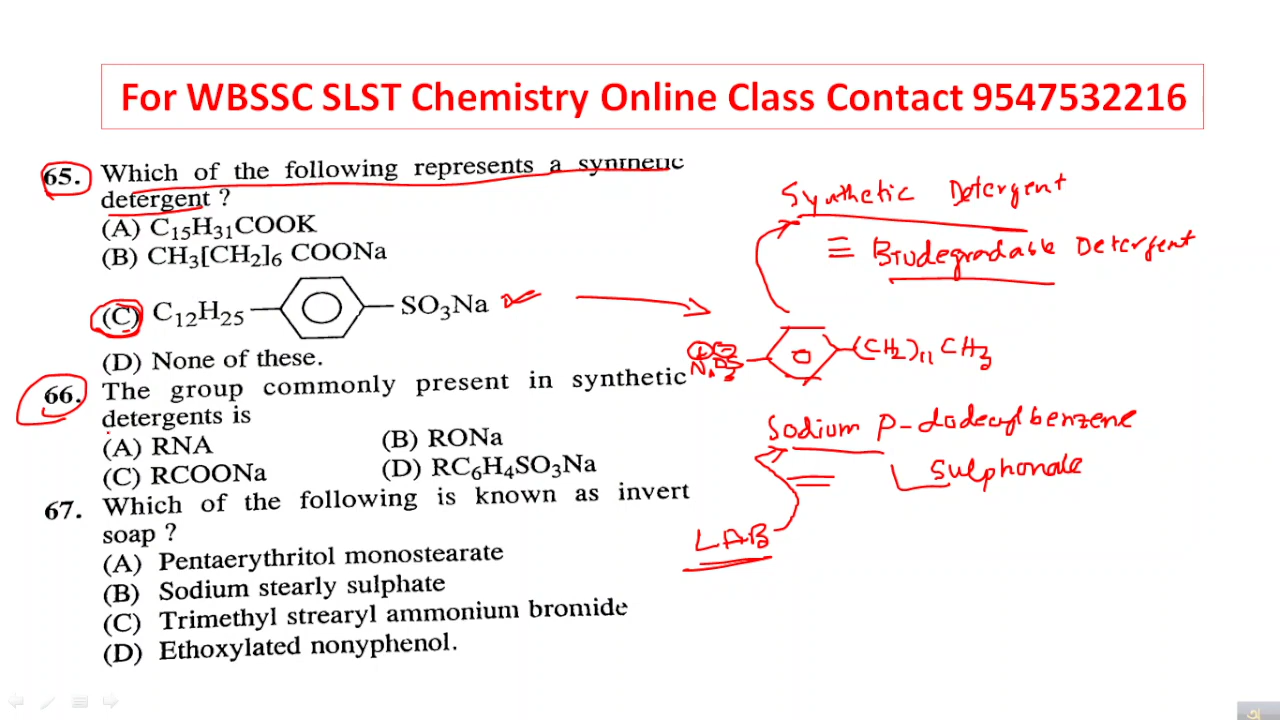 For WBSSC SLST Chemistry Online Class Contact 9547532216
65. Which of the following represents a synthetic
detergent ?
(A) C₁₅H₃₁COOK
(B) CH₃[CH₂]₆ COONa
(C) C₁₂H₂₅ SO₃Na
(D) None of these.
66. The group commonly present in synthetic
detergents is
(A) RNA (B) RONa
(C) RCOONa (D) RC₆H₄SO₃Na
67. Which of the following is known as invert
soap ?
(A) Pentaerythritol monostearate
(B) Sodium stearly sulphate
(C) Trimethyl strearyl ammonium bromide
(D) Ethoxylated nonyphenol.
Synthetic Detergent
≡ Biodegradable Detergent
(CH₂)₁₁ CH₃
Sodium p-dodecyl benzene
sulphonate
LAB